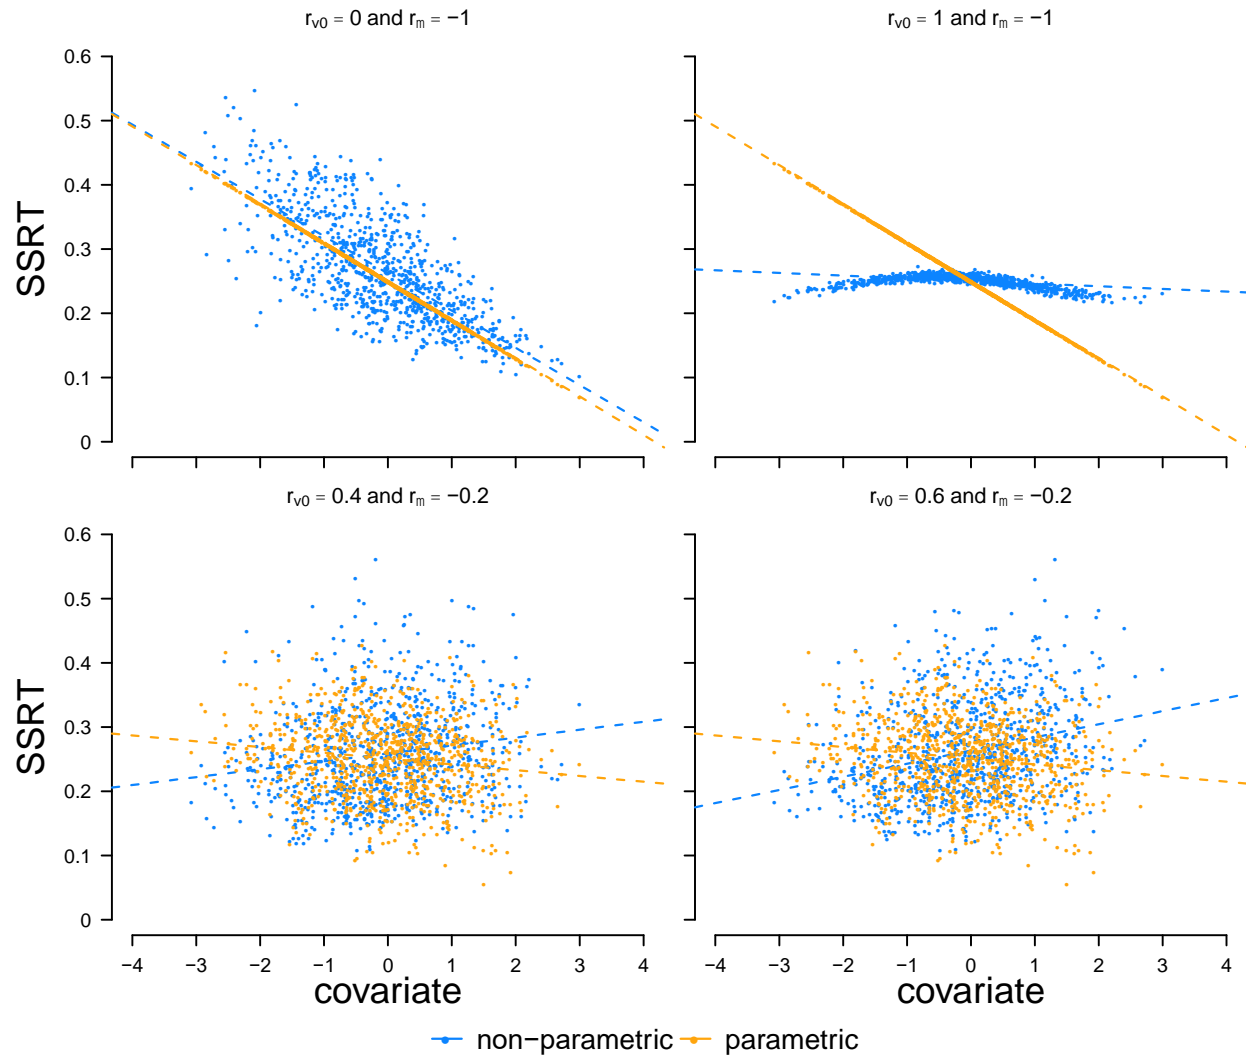 r_v0 = 0 and r_m = −1
r_v0 = 1 and r_m = −1
0.6
0.5
0.4
0.3
0.2
0.1
0
SSRT
r_v0 = 0.4 and r_m = −0.2
r_v0 = 0.6 and r_m = −0.2
0.6
0.5
0.4
0.3
0.2
0.1
0
SSRT
−4 −3 −2 −1 0 1 2 3 4
−4 −3 −2 −1 0 1 2 3 4
covariate
covariate
non−parametric
parametric